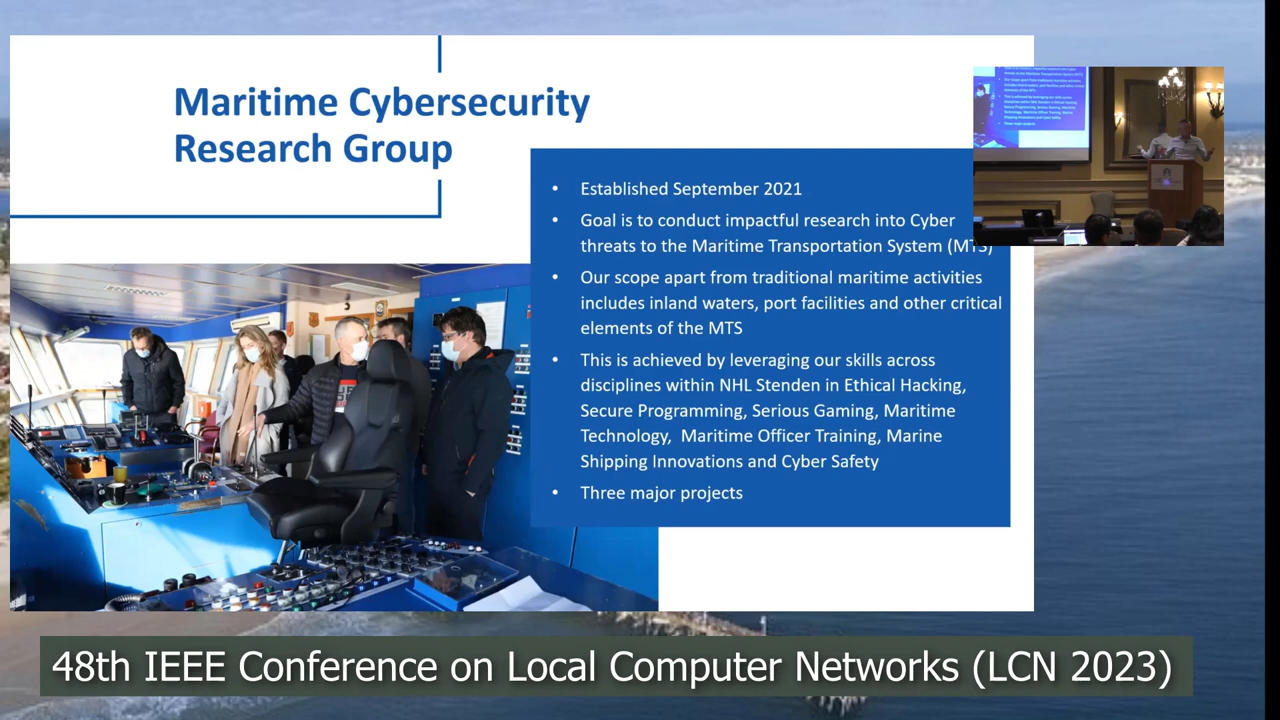 Maritime Cybersecurity
Research Group
• Established September 2021
• Goal is to conduct impactful research into Cyber
threats to the Maritime Transportation System (MTS)
• Our scope apart from traditional maritime activities
includes inland waters, port facilities and other critical
elements of the MTS
• This is achieved by leveraging our skills across
disciplines within NHL Stenden in Ethical Hacking,
Secure Programming, Serious Gaming, Maritime
Technology, Maritime Officer Training, Marine
Shipping Innovations and Cyber Safety
• Three major projects
48th IEEE Conference on Local Computer Networks (LCN 2023)